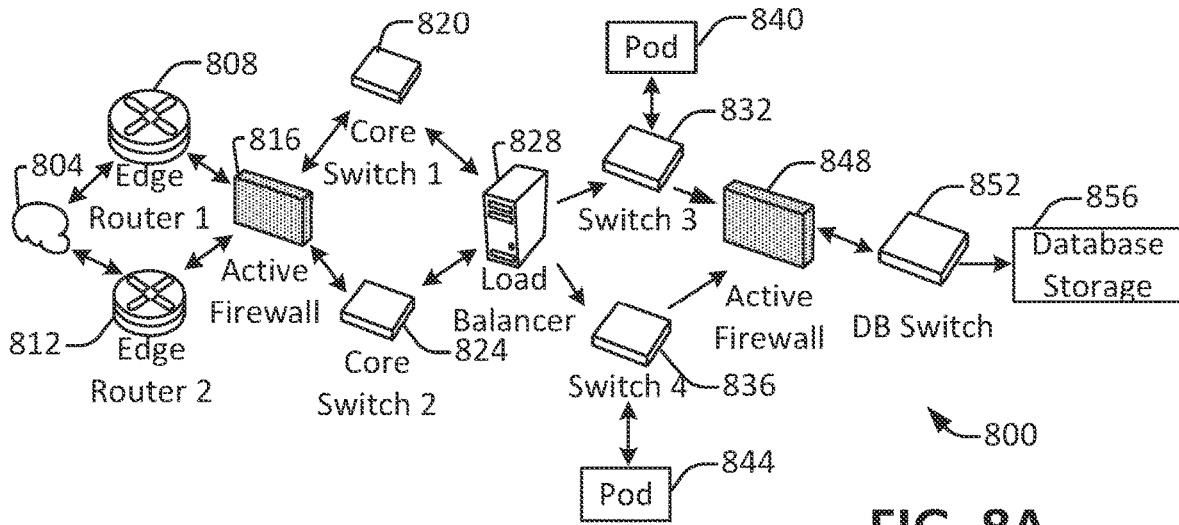 820
Pod
840
808
832
816
Core
Switch 1
828
848
804
Edge
Router 1
852
856
Switch 3
Database
Storage
Active
Firewall
Load
Balancer
Active
Firewall
DB Switch
812
Edge
Router 2
824
Core
Switch 2
Switch 4
836
800
844
Pod
FIG. 8A